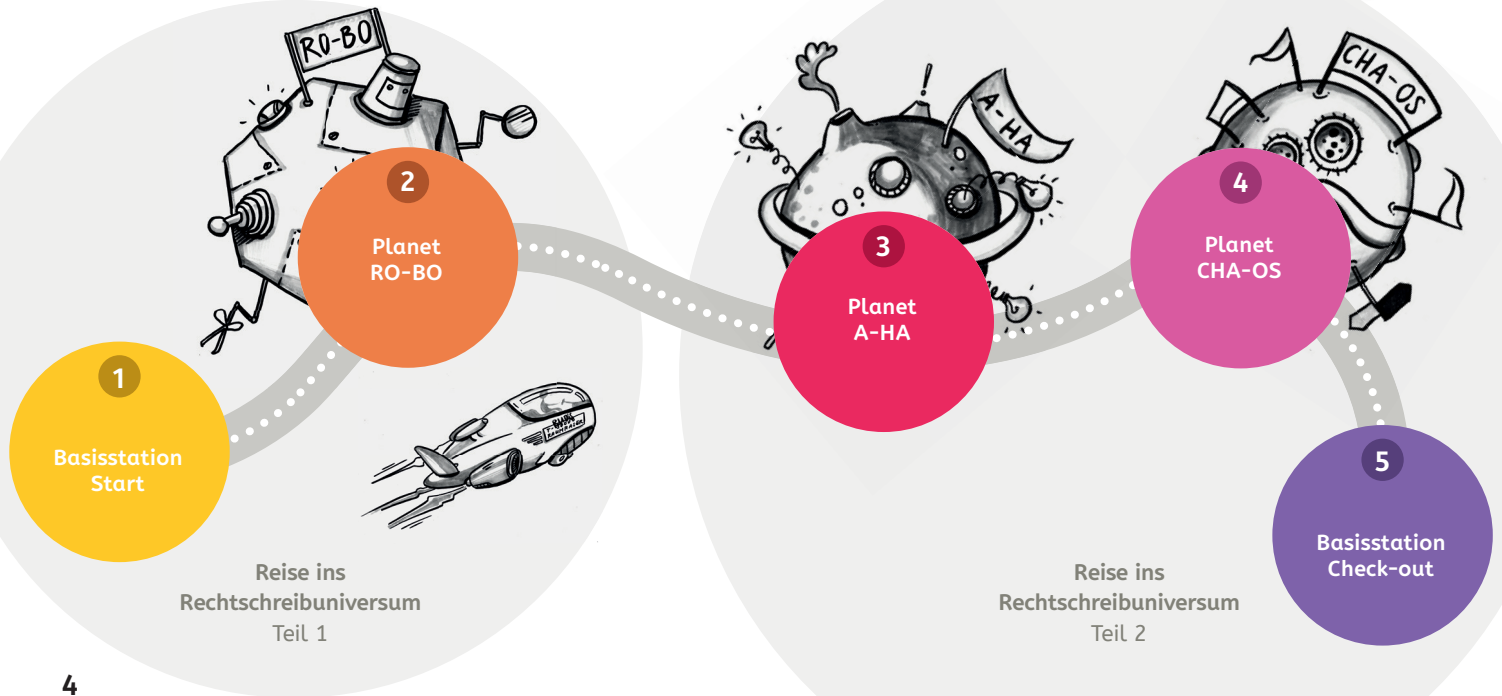 RO-BO
2
Planet
RO-BO
A-HA
3
Planet
A-HA
CHA-OS
4
Planet
CHA-OS
1
Basisstation
Start
5
Basisstation
Check-out
Reise ins
Rechtschreibuniversum
Teil 1
Reise ins
Rechtschreibuniversum
Teil 2
4